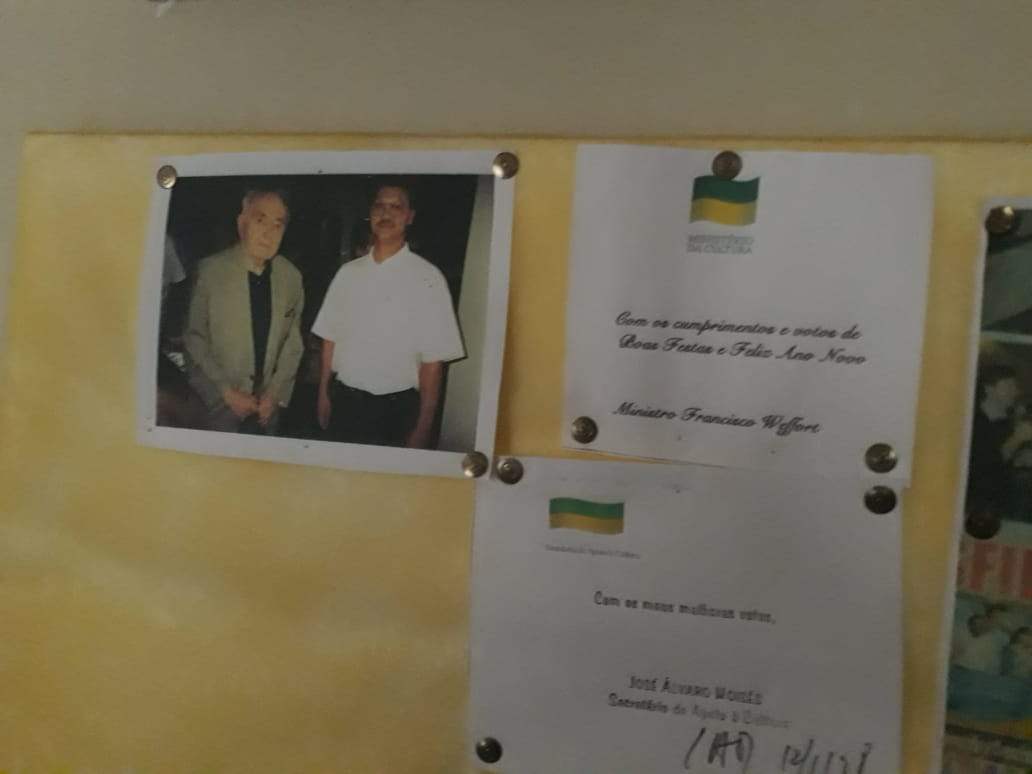 MINISTÉRIO
DA CULTURA
Com os cumprimentos e votos de
Boas Festas e Feliz Ano Novo
Ministro Francisco Weffort
Com os meus melhores votos,
JOSÉ ÁLVARO MOISÉS
Secretário de Apoio à Cultura